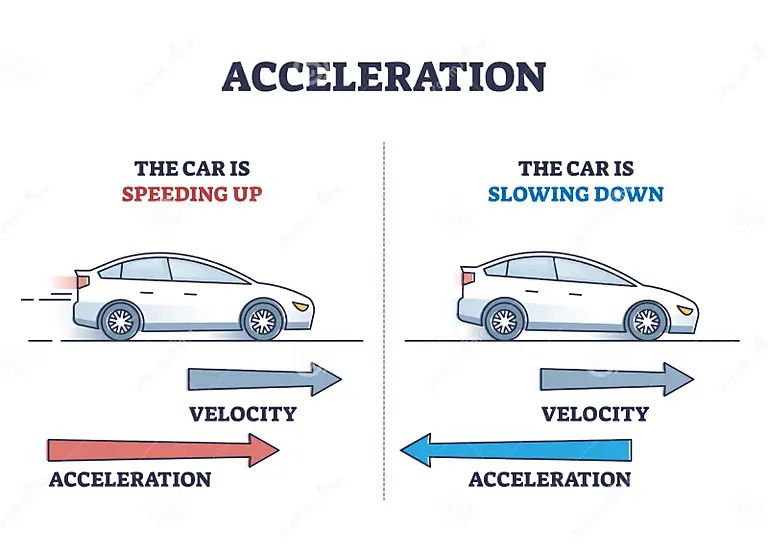 ACCELERATION
THE CAR IS
SPEEDING UP
VELOCITY
ACCELERATION
THE CAR IS
SLOWING DOWN
VELOCITY
ACCELERATION